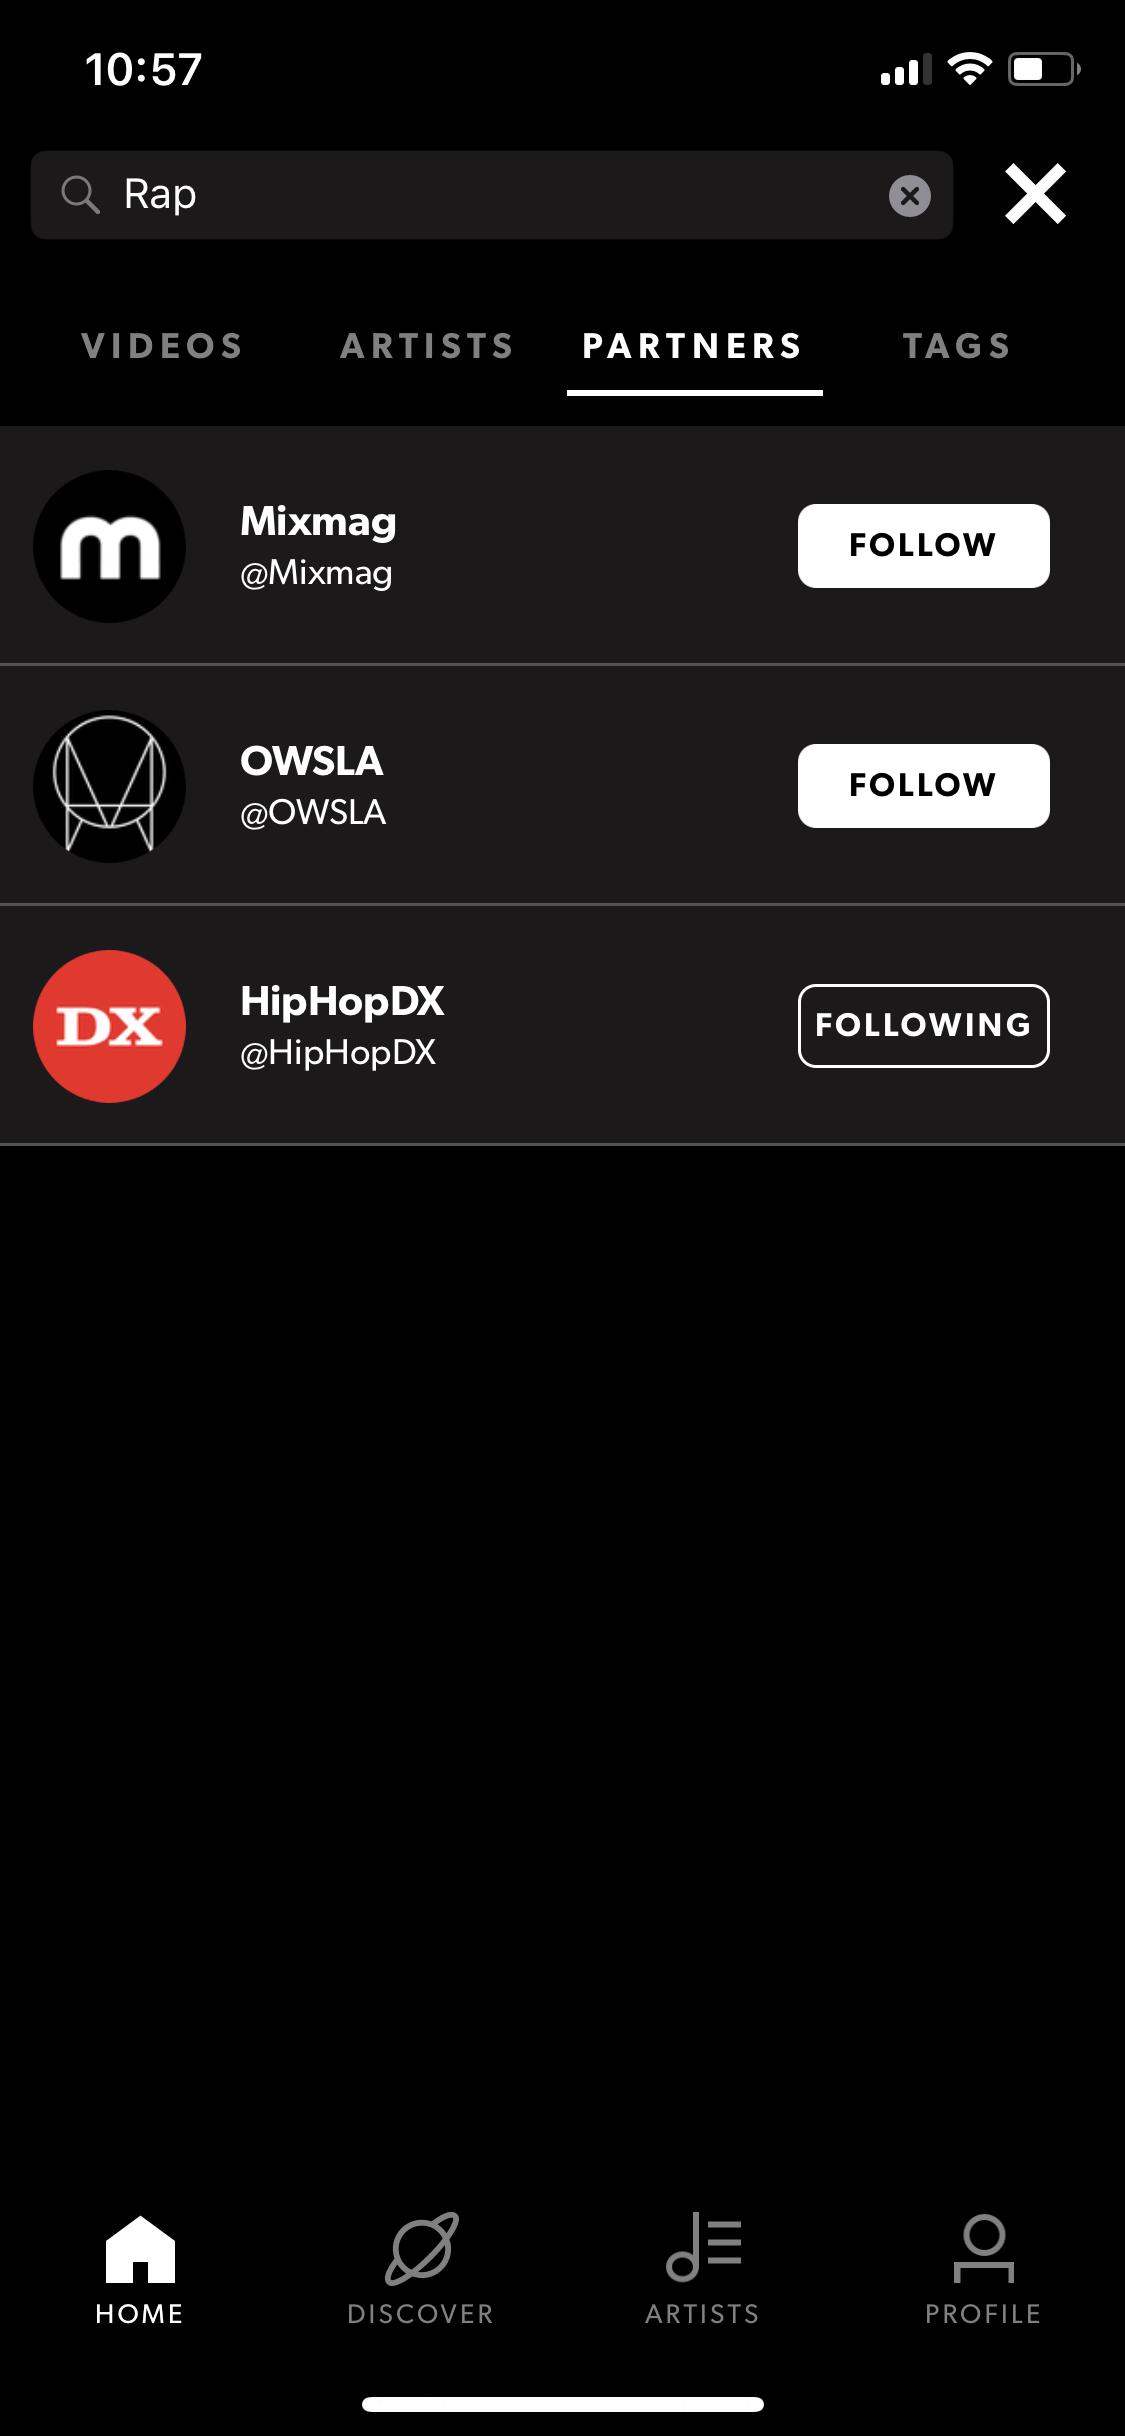 10:57
Rap
VIDEOS ARTISTS PARTNERS TAGS
m
Mixmag
@Mixmag
FOLLOW
OWSLA
@OWSLA
FOLLOW
DX
HipHopDX
@HipHopDX
FOLLOWING
HOME DISCOVER ARTISTS PROFILE